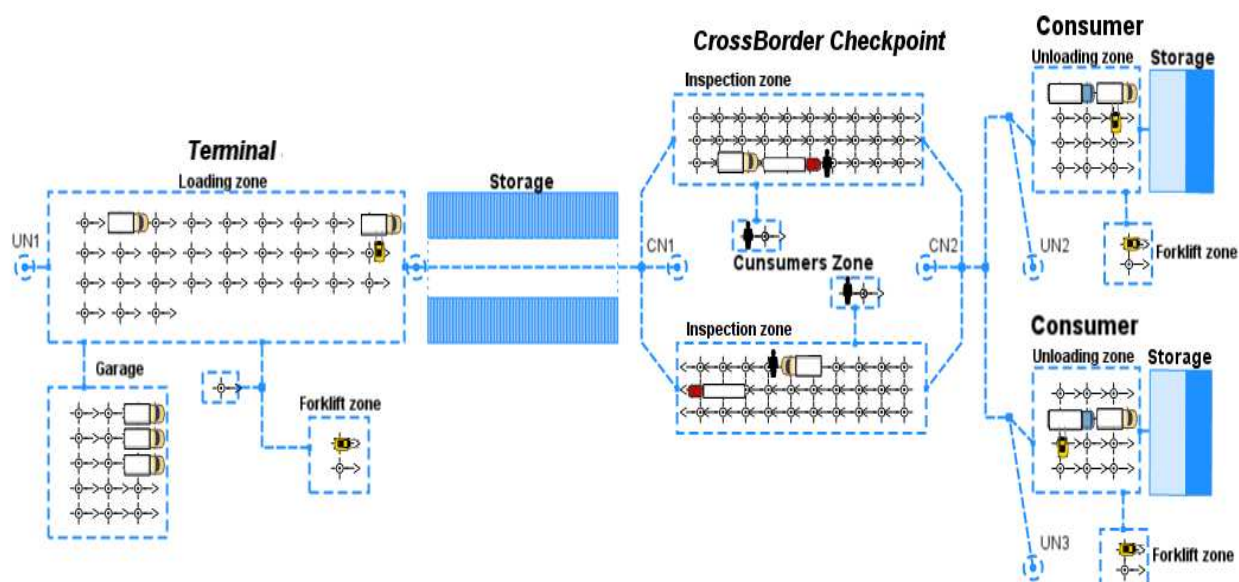 Consumer
CrossBorder Checkpoint
Unloading zone
Storage
Inspection zone
Terminal
Loading zone
Storage
UN1
CN1
CN2
UN2
Cunsumers Zone
Forklift zone
Consumer
Inspection zone
Unloading zone
Storage
Garage
Forklift zone
UN3
Forklift zone